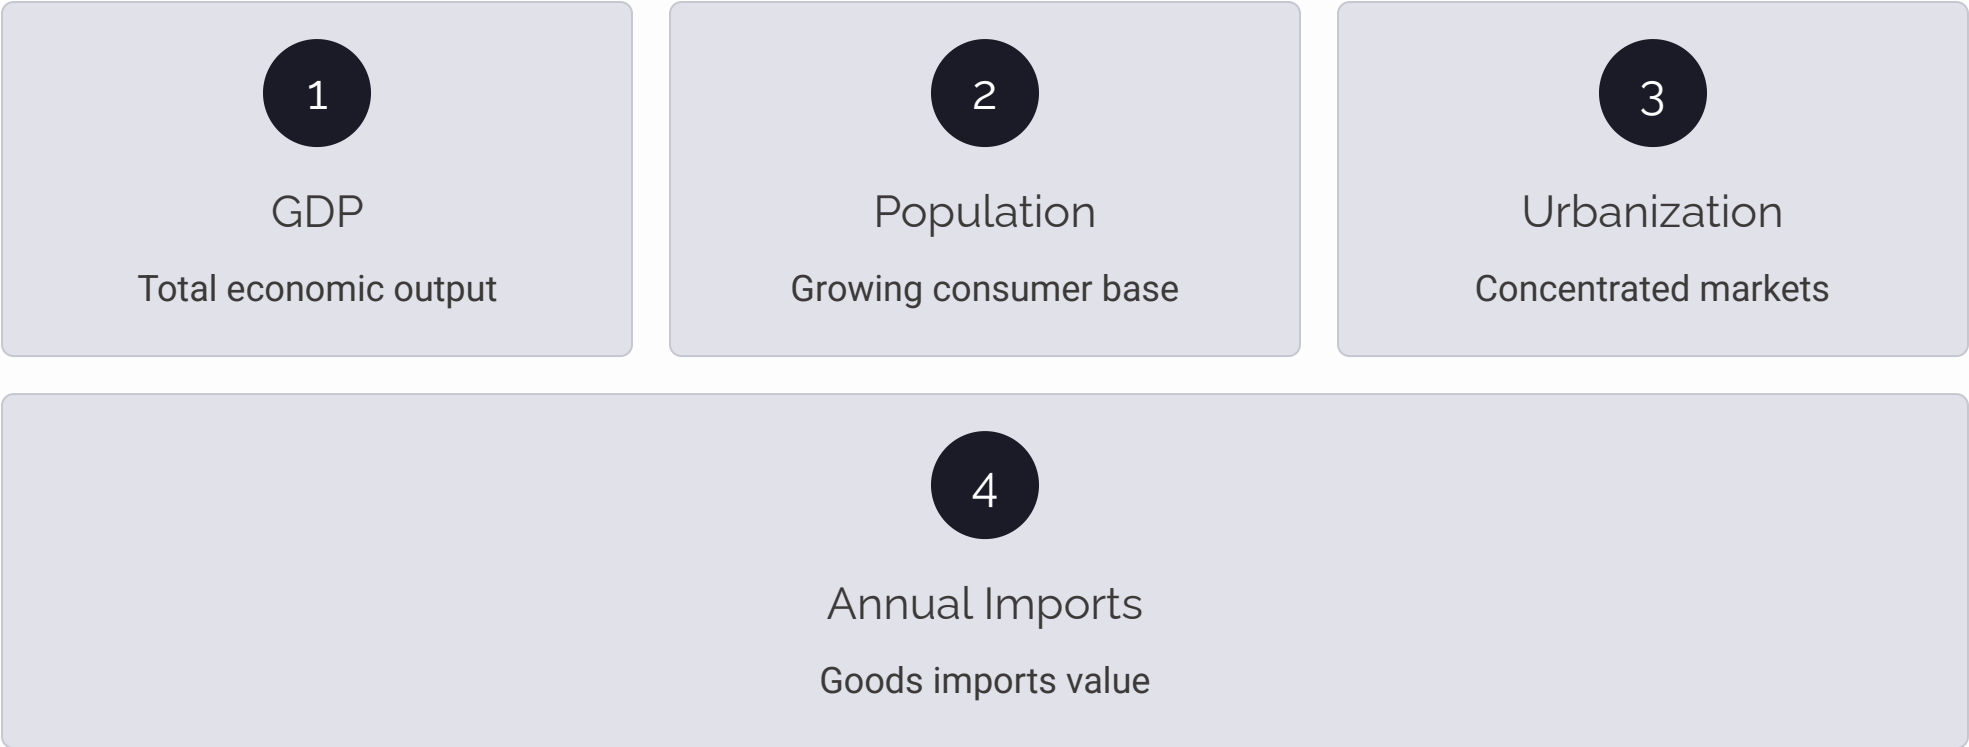 1
GDP
Total economic output
2
Population
Growing consumer base
3
Urbanization
Concentrated markets
4
Annual Imports
Goods imports value